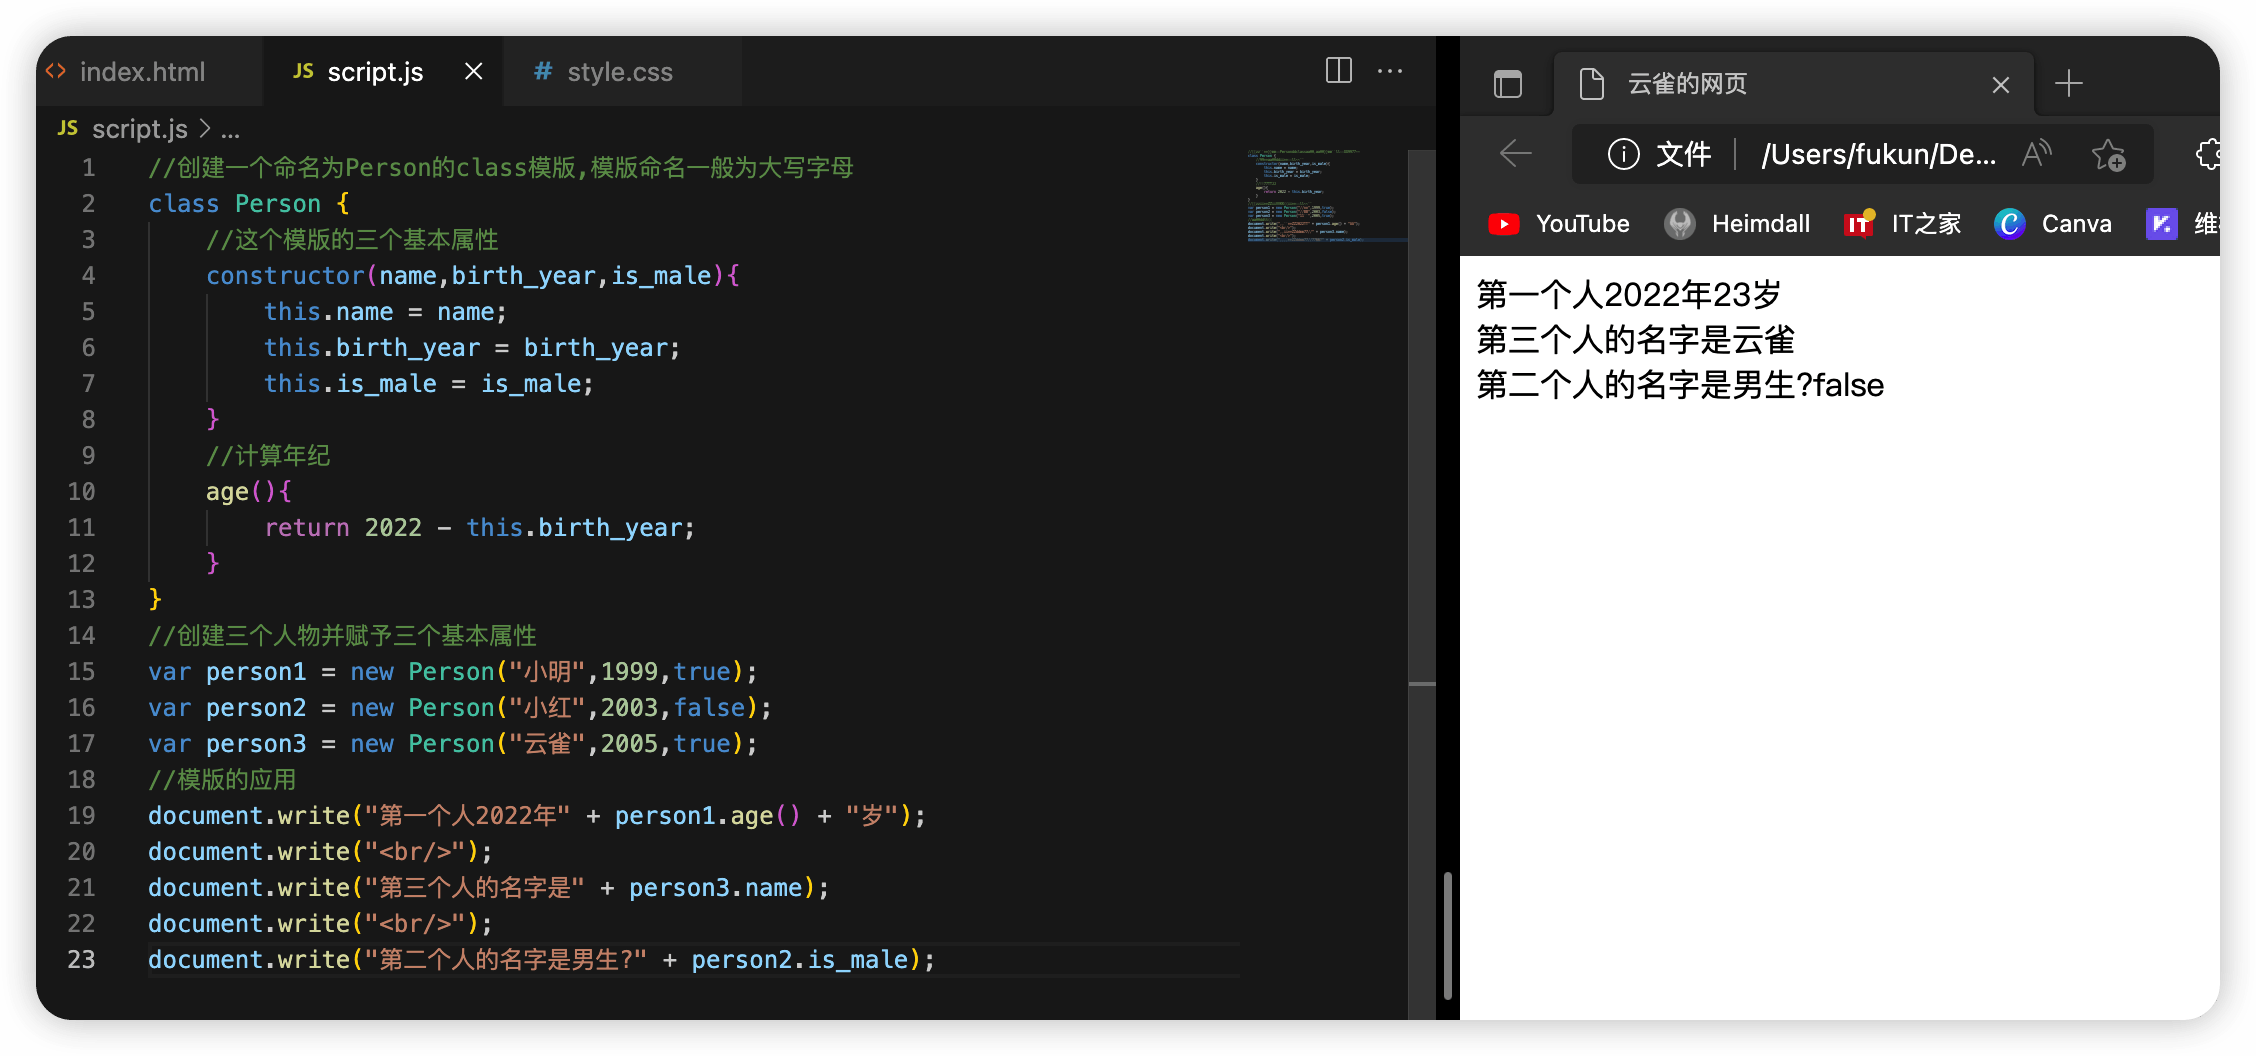 index.html
JS script.js
# style.css
JS script.js > ...
1 //创建一个命名为Person的class模版,模版命名一般为大写字母
2 class Person {
3     //这个模版的三个基本属性
4     constructor(name,birth_year,is_male){
5         this.name = name;
6         this.birth_year = birth_year;
7         this.is_male = is_male;
8     }
9     //计算年纪
10     age(){
11         return 2022 - this.birth_year;
12     }
13 }
14 //创建三个人物并赋予三个基本属性
15 var person1 = new Person("小明",1999,true);
16 var person2 = new Person("小红",2003,false);
17 var person3 = new Person("云雀",2005,true);
18 //模版的应用
19 document.write("第一个人2022年" + person1.age() + "岁");
20 document.write("<br/>");
21 document.write("第三个人的名字是" + person3.name);
22 document.write("<br/>");
23 document.write("第二个人的名字是男生?" + person2.is_male);
云雀的网页
文件 | /Users/fukun/De...
YouTube Heimdall IT之家 Canva 维
第一个人2022年23岁
第三个人的名字是云雀
第二个人的名字是男生?false